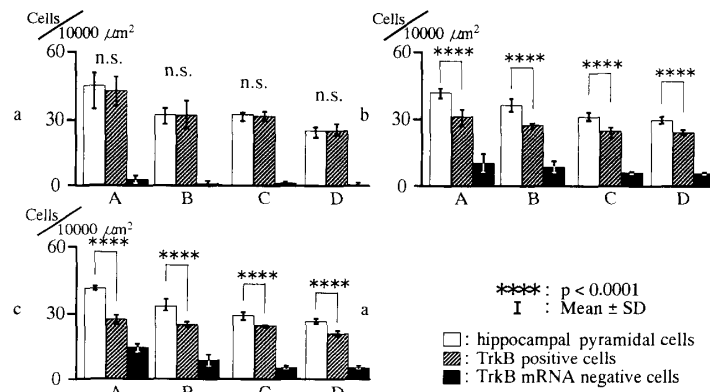 Cells
10000 μm²
60
30
0
a
n.s.
n.s.
n.s.
n.s.
A B C D
Cells
10000 μm²
60
30
0
b
****
****
****
****
A B C D
Cells
10000 μm²
60
30
0
c
****
****
****
****
a
A B C D
**** : p < 0.0001
I : Mean ± SD
: hippocampal pyramidal cells
: TrkB positive cells
: TrkB mRNA negative cells